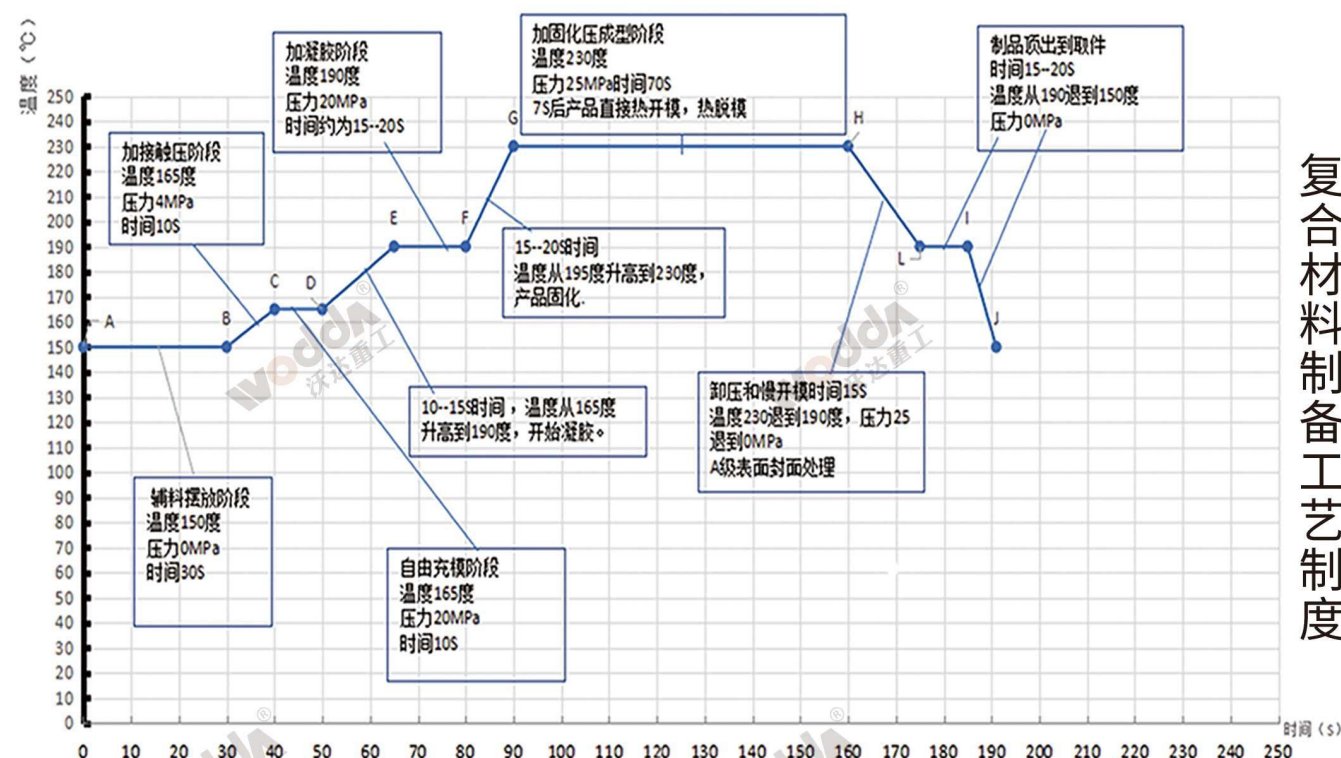 复合材料制备工艺制度
温度（℃）
加凝胶阶段
温度190度
压力20MPa
时间约为15--20S
加固化压成型阶段
温度230度
压力25MPa时间70S
7S后产品直接热开模，热脱模
制品顶出到取件
时间15--20S
温度从190退到150度
压力0MPa
加接触压阶段
温度165度
压力4MPa
时间10S
15--20S时间
温度从195度升高到230度，
产品固化.
10--15S时间，温度从165度
升高到190度，开始凝胶。
卸压和慢开模时间15S
温度230退到190度，压力25
退到0MPa
A级表面封面处理
辅料摆放阶段
温度150度
压力0MPa
时间30S
自由充模阶段
温度165度
压力20MPa
时间10S
A
B
C
D
E
F
G
H
L
I
J
250
240
230
220
210
200
190
180
170
160
150
140
130
120
110
100
90
80
70
60
50
40
30
20
10
0
0 10 20 30 40 50 60 70 80 90 100 110 120 130 140 150 160 170 180 190 200 210 220 230 240 250
时间（s）
wodda®
沃达重工
wodda®
沃达重工